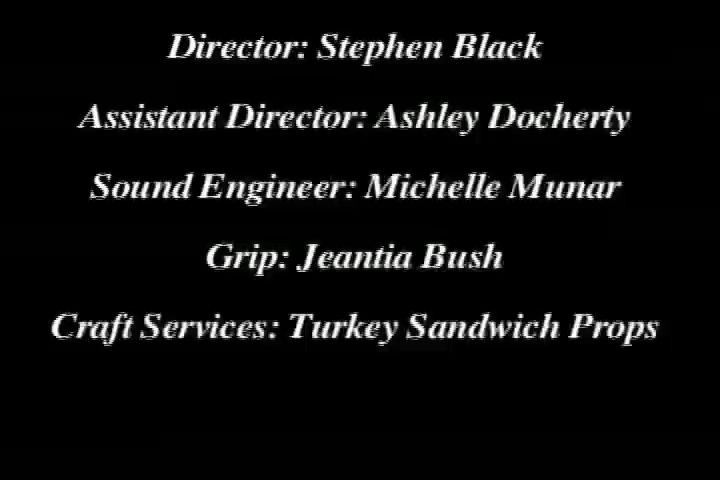 Director: Stephen Black
Assistant Director: Ashley Docherty
Sound Engineer: Michelle Munar
Grip: Jeantia Bush
Craft Services: Turkey Sandwich Props